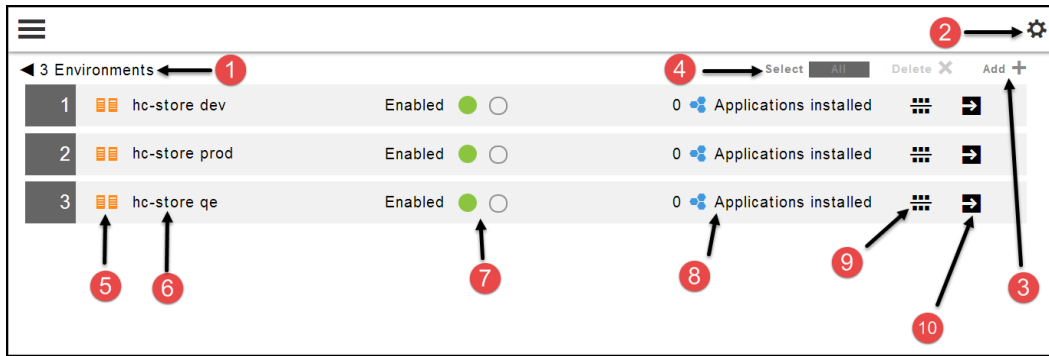 2
3 Environments 1 4 Select All Delete Add
1 hc-store dev Enabled 0 Applications installed
2 hc-store prod Enabled 0 Applications installed
3 hc-store qe Enabled 0 Applications installed
5 6 7 8 9 3
10